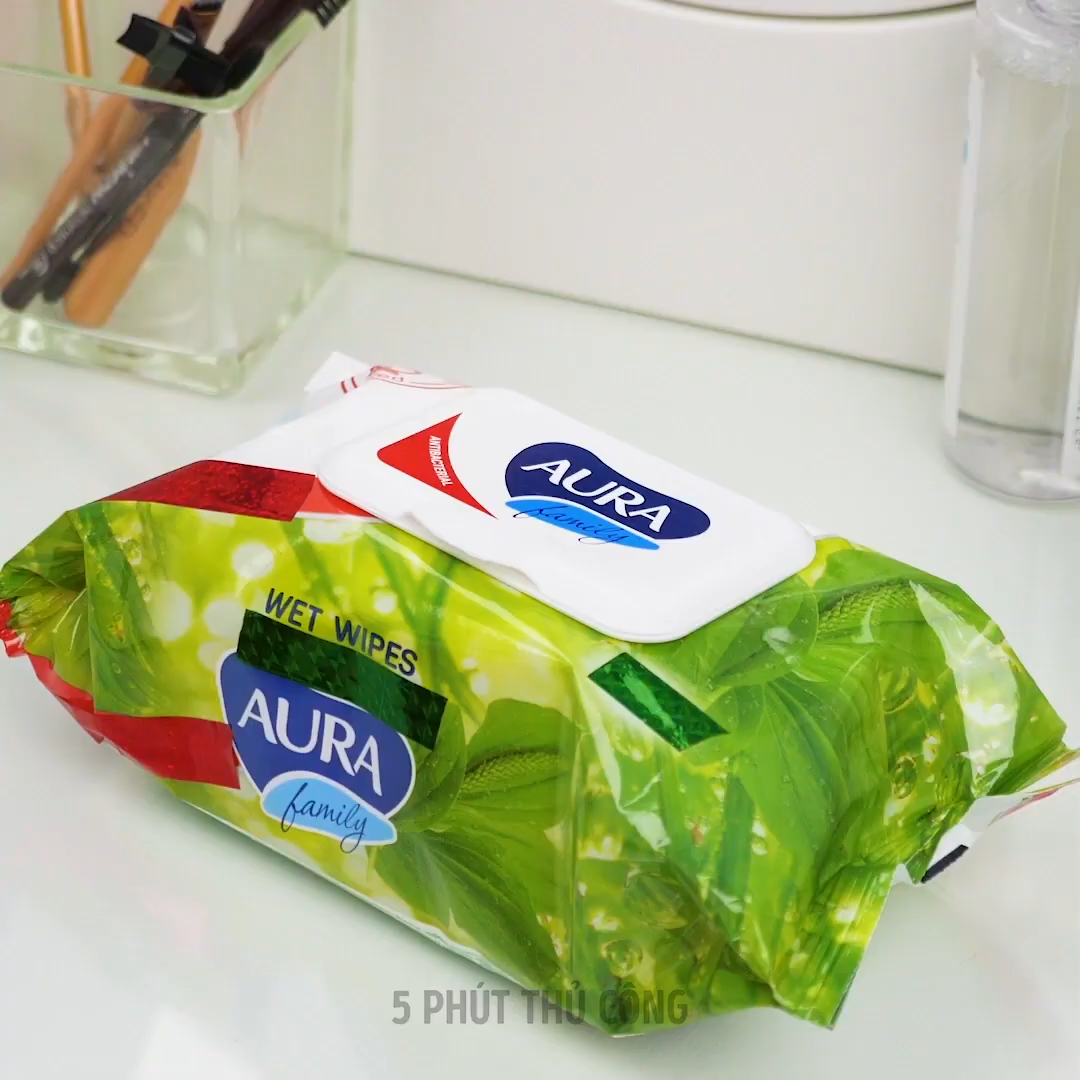 ANTIBACTERIAL
AURA
family
WET WIPES
AURA
family
5 PHÚT THỦ CÔNG